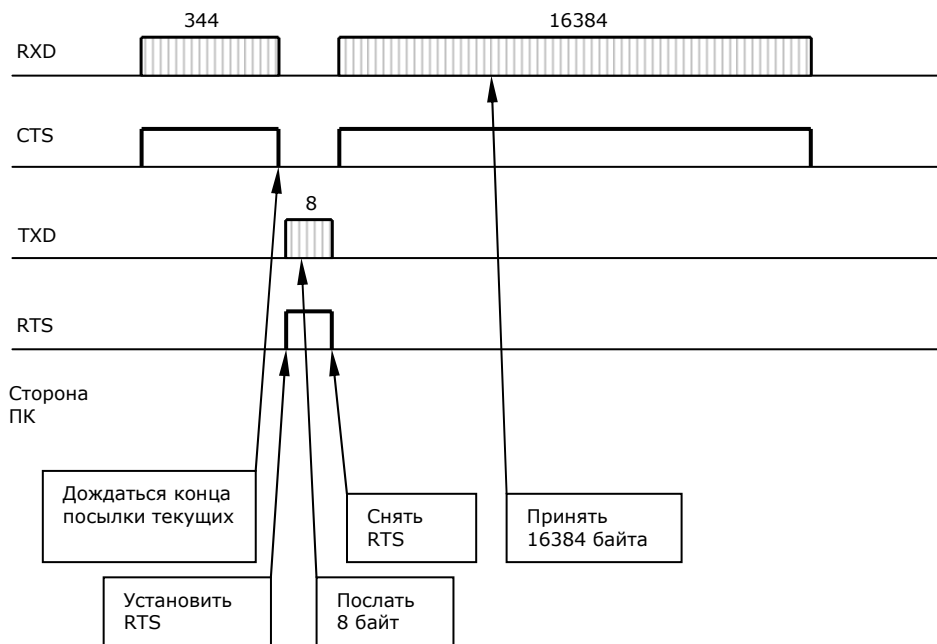 344
16384
RXD
CTS
8
TXD
RTS
Сторона
ПК
Дождаться конца
посылки текущих
Снять
RTS
Принять
16384 байта
Установить
RTS
Послать
8 байт